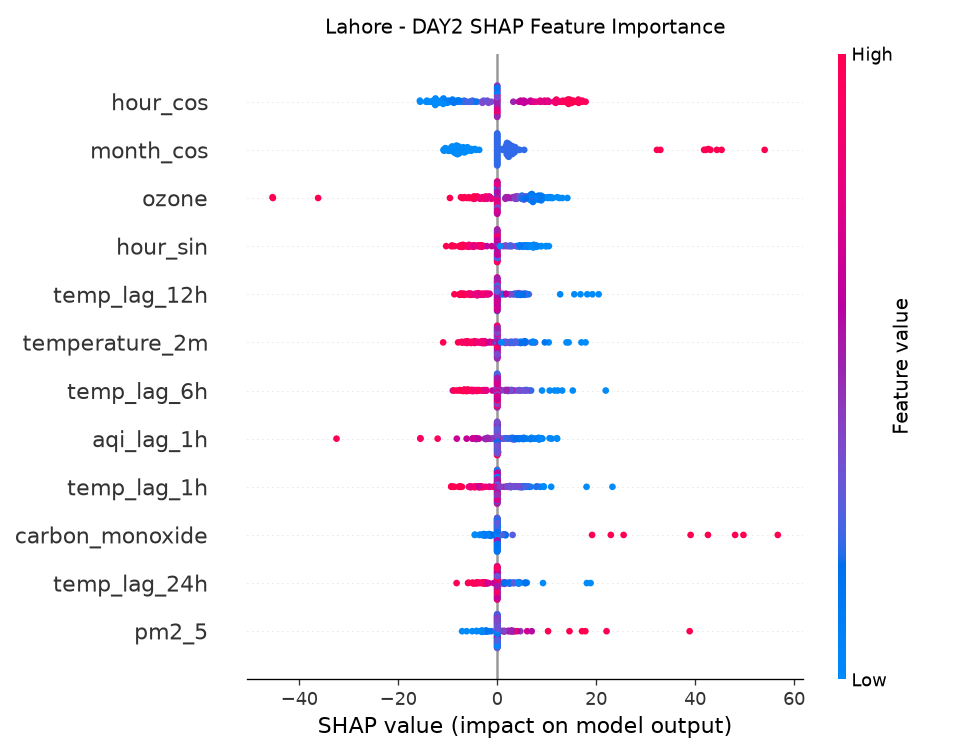 Lahore - DAY2 SHAP Feature Importance
High
hour_cos
month_cos
ozone
hour_sin
temp_lag_12h
temperature_2m
temp_lag_6h
aqi_lag_1h
temp_lag_1h
carbon_monoxide
temp_lag_24h
pm2_5
Feature value
Low
−40 −20 0 20 40 60
SHAP value (impact on model output)